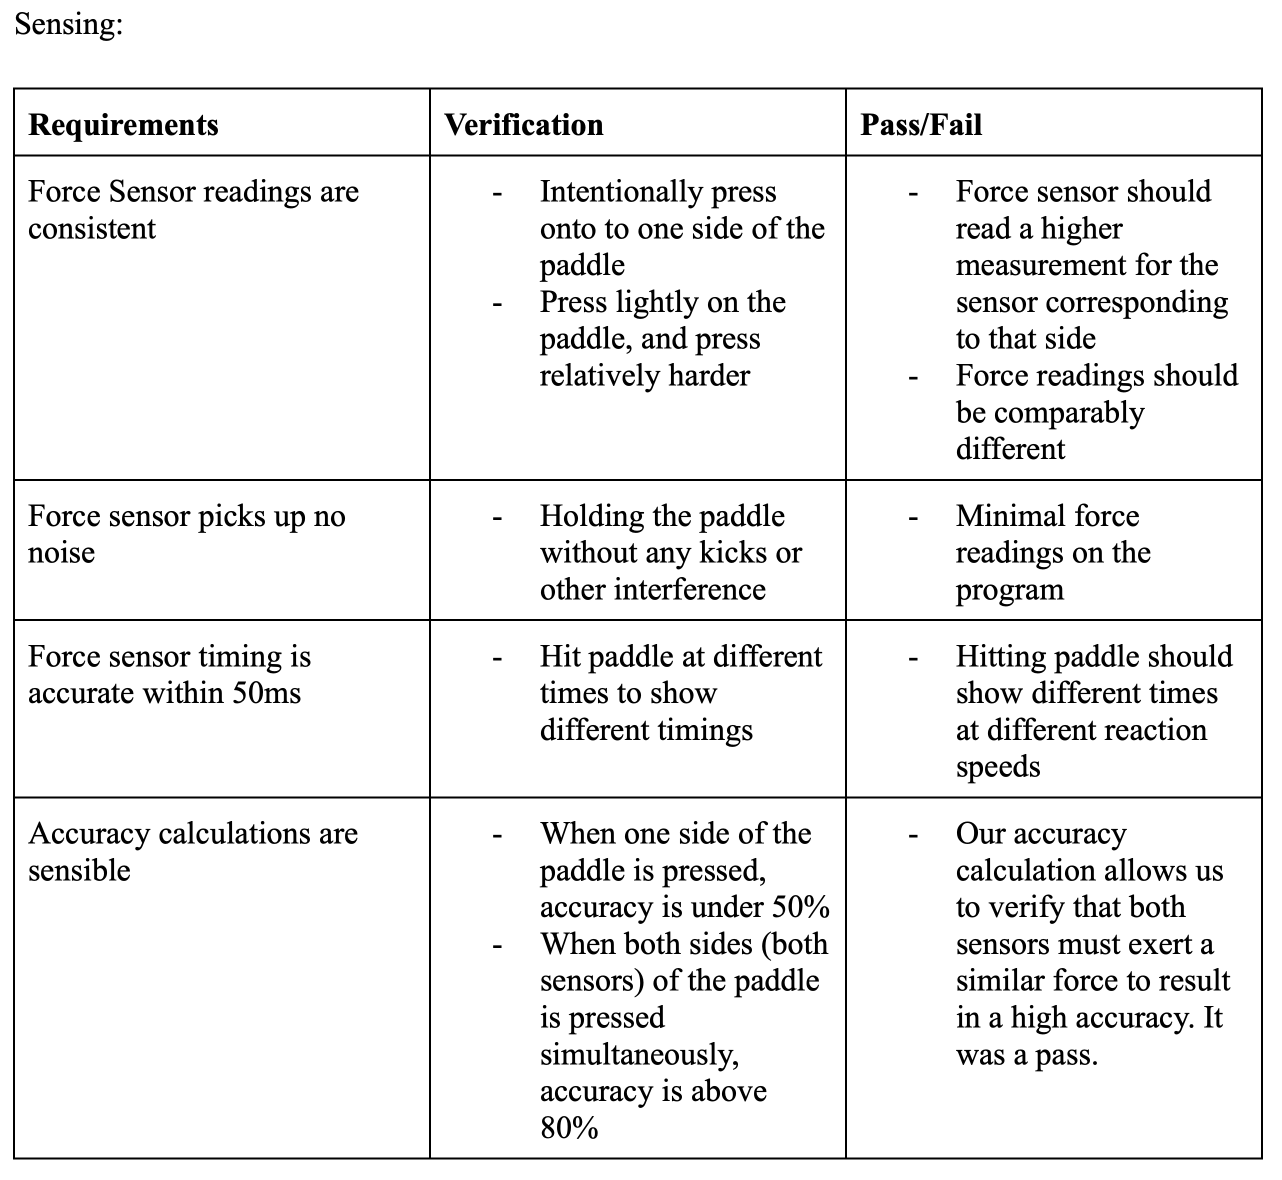 Sensing:
Requirements
Verification
Pass/Fail
Force Sensor readings are
consistent
- Intentionally press
onto to one side of the
paddle
- Press lightly on the
paddle, and press
relatively harder
- Force sensor should
read a higher
measurement for the
sensor corresponding
to that side
- Force readings should
be comparably
different
Force sensor picks up no
noise
- Holding the paddle
without any kicks or
other interference
- Minimal force
readings on the
program
Force sensor timing is
accurate within 50ms
- Hit paddle at different
times to show
different timings
- Hitting paddle should
show different times
at different reaction
speeds
Accuracy calculations are
sensible
- When one side of the
paddle is pressed,
accuracy is under 50%
- When both sides (both
sensors) of the paddle
is pressed
simultaneously,
accuracy is above
80%
- Our accuracy
calculation allows us
to verify that both
sensors must exert a
similar force to result
in a high accuracy. It
was a pass.